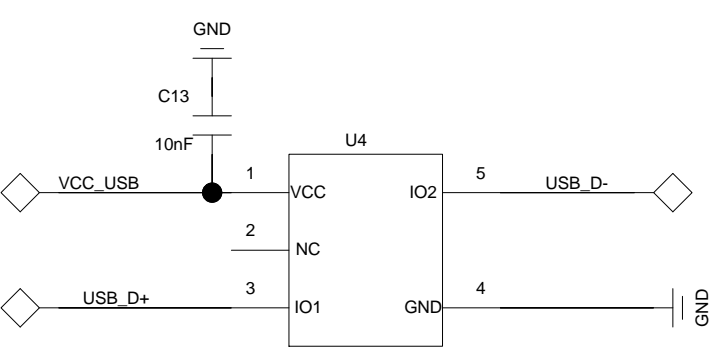 GND
C13
10nF
U4
VCC_USB
1
VCC
IO2
5
USB_D-
2
NC
USB_D+
3
IO1
GND
4
GND